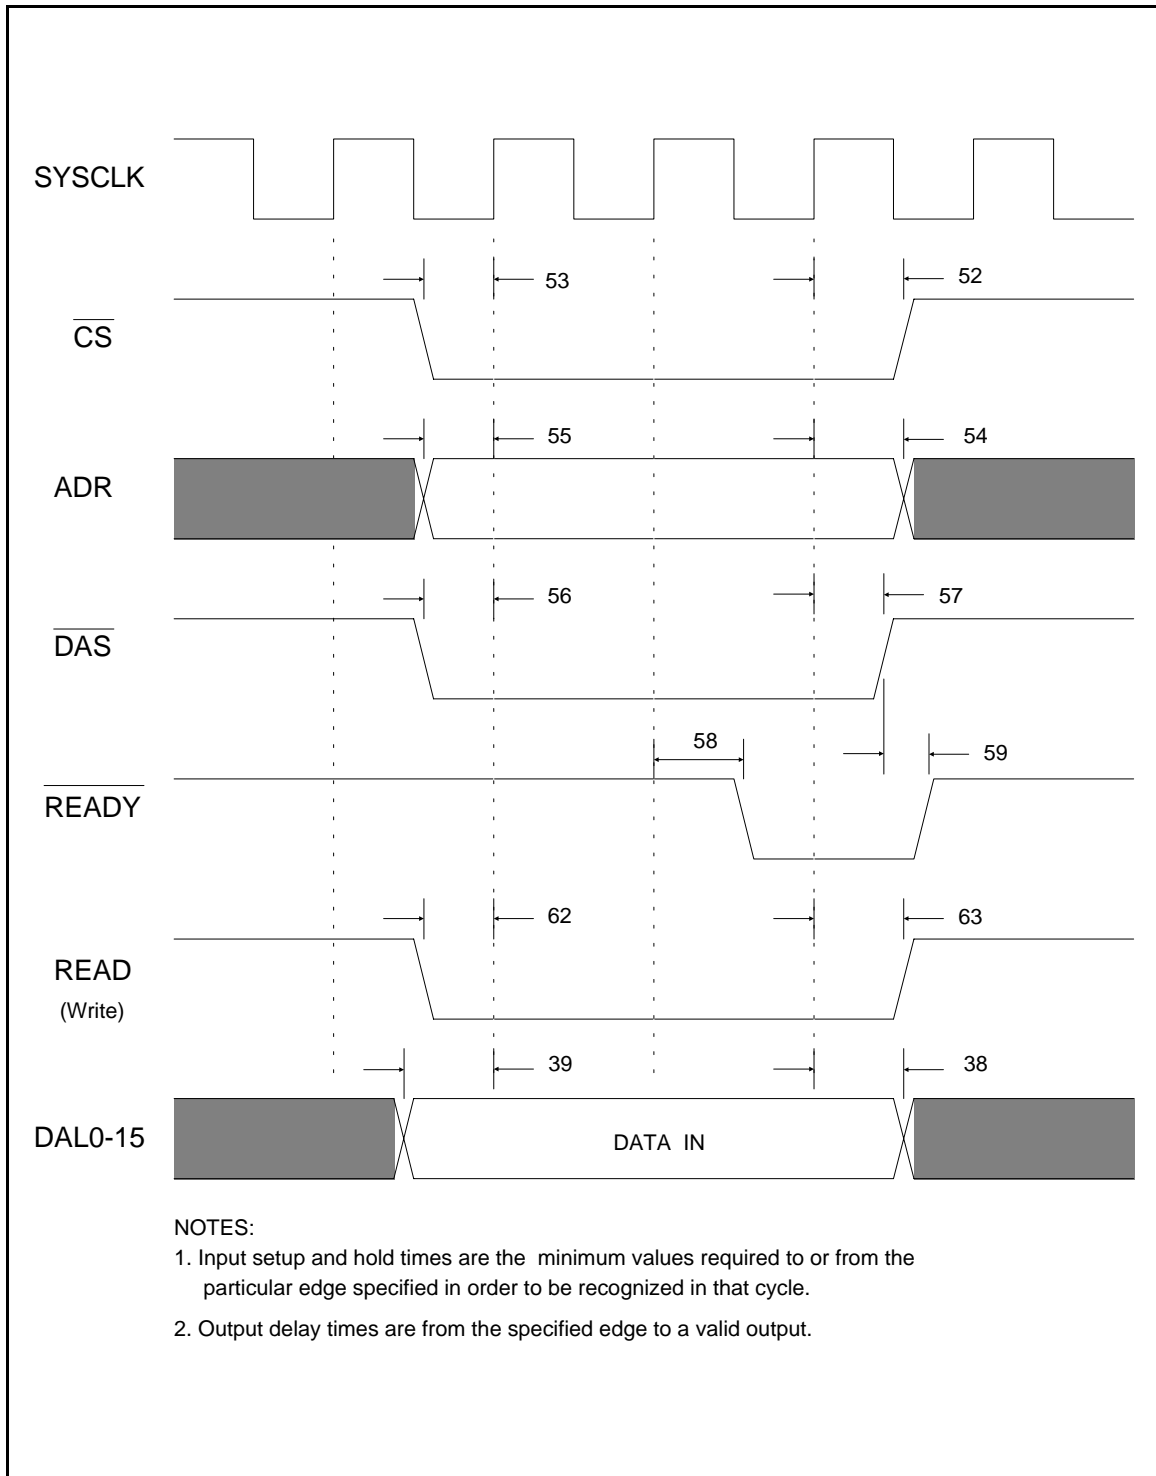 SYSCLK
53
52
CS
55
54
ADR
56
57
DAS
58
59
READY
62
63
READ
(Write)
39
38
DAL0-15
DATA IN
NOTES:
1. Input setup and hold times are the minimum values required to or from the
particular edge specified in order to be recognized in that cycle.
2. Output delay times are from the specified edge to a valid output.